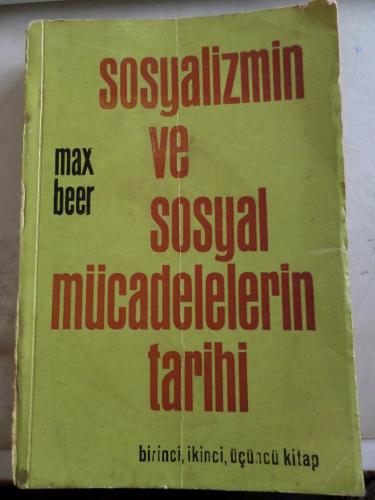 sosyalizmin
max
beer
ve
sosyal
mücadelelerin
tarihi
birinci, ikinci, üçüncü kitap